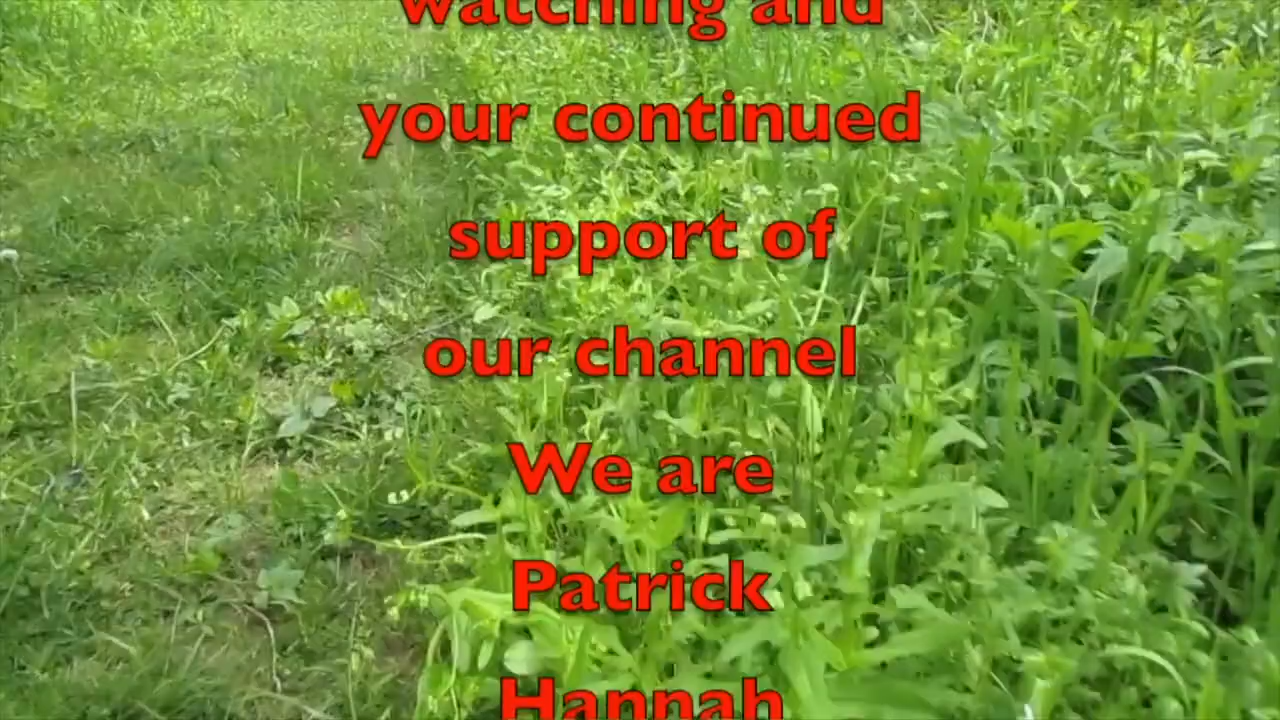 watching and
your continued
support of
our channel
We are
Patrick
Hannah